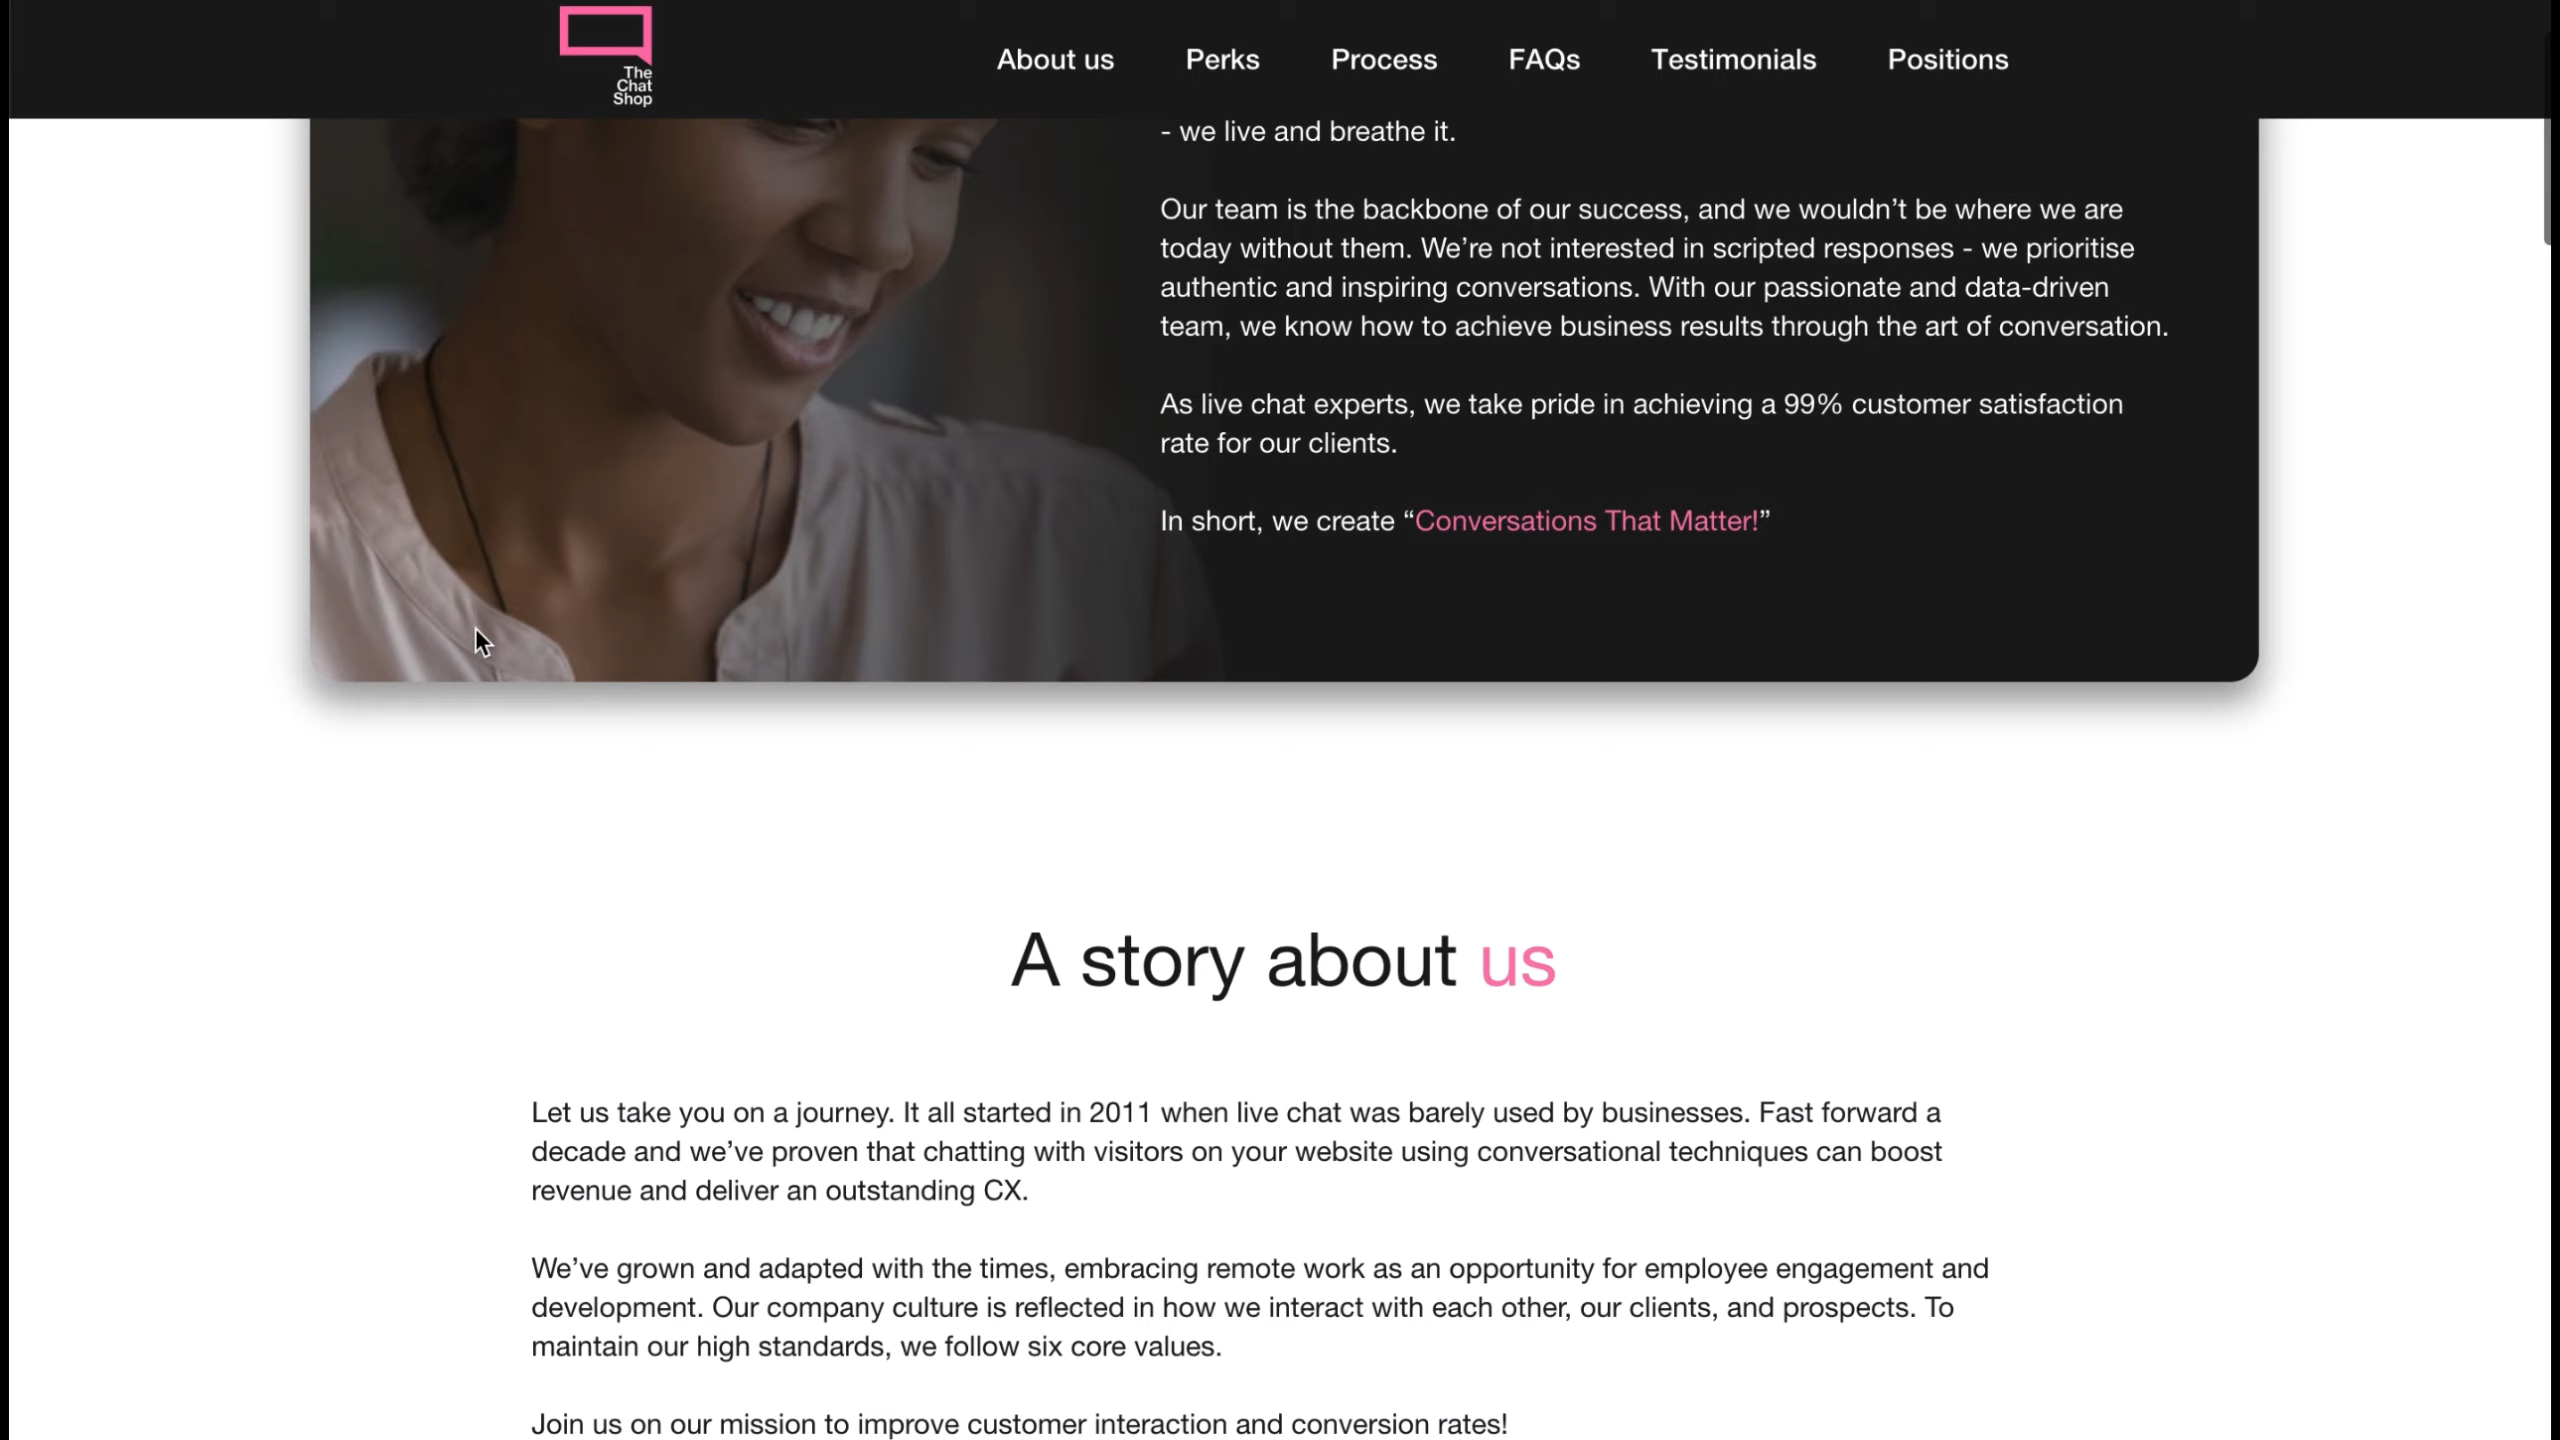 The
Chat
Shop
About us
Perks
Process
FAQs
Testimonials
Positions
- we live and breathe it.
Our team is the backbone of our success, and we wouldn’t be where we are
today without them. We’re not interested in scripted responses - we prioritise
authentic and inspiring conversations. With our passionate and data-driven
team, we know how to achieve business results through the art of conversation.
As live chat experts, we take pride in achieving a 99% customer satisfaction
rate for our clients.
In short, we create “Conversations That Matter!”
A story about us
Let us take you on a journey. It all started in 2011 when live chat was barely used by businesses. Fast forward a
decade and we’ve proven that chatting with visitors on your website using conversational techniques can boost
revenue and deliver an outstanding CX.
We’ve grown and adapted with the times, embracing remote work as an opportunity for employee engagement and
development. Our company culture is reflected in how we interact with each other, our clients, and prospects. To
maintain our high standards, we follow six core values.
Join us on our mission to improve customer interaction and conversion rates!